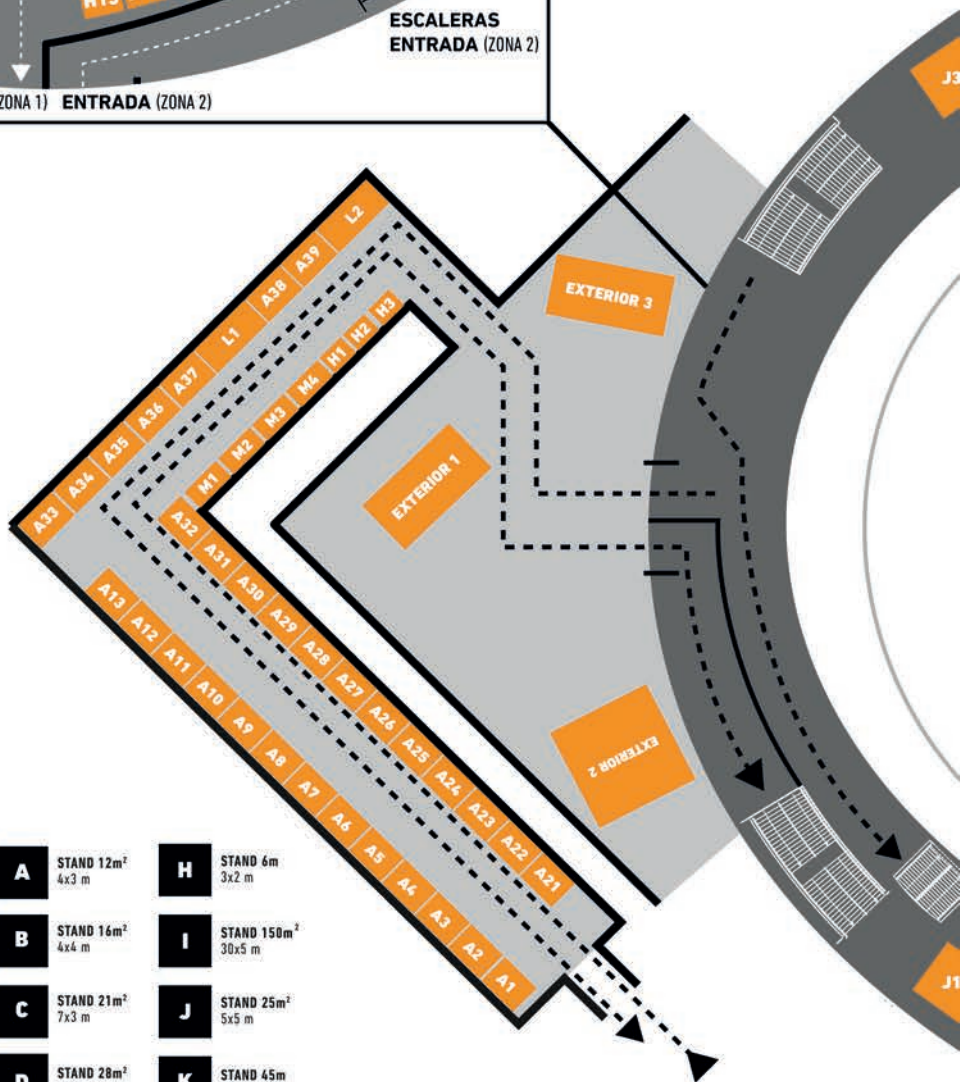 H13
ESCALERAS
ENTRADA (ZONA 2)
ZONA 1) ENTRADA (ZONA 2)
J3
L2
A39
A38
L1
A37
A36
A35
A34
A33
H3
H2
H1
M4
M3
M2
M1
EXTERIOR 3
EXTERIOR 1
EXTERIOR 2
A32
A31
A30
A29
A28
A27
A26
A25
A24
A23
A22
A21
A13
A12
A11
A10
A9
A8
A7
A6
A5
A4
A3
A2
A1
J1
A STAND 12m²
4x3 m
H STAND 6m
3x2 m
B STAND 16m²
4x4 m
I STAND 150m²
30x5 m
C STAND 21m²
7x3 m
J STAND 25m²
5x5 m
D STAND 28m²
K STAND 45m